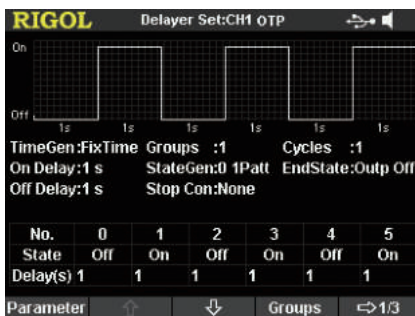 RIGOL Delayer Set:CH1 OTP
On
Off
1s 1s 1s 1s 1s 1s
TimeGen:FixTime Groups :1 Cycles :1
On Delay:1 s StateGen:0 1Patt EndState:Outp Off
Off Delay:1 s Stop Con:None
No. 0 1 2 3 4 5
State Off On Off On Off On
Delay(s) 1 1 1 1 1 1
Parameter Groups 1/3